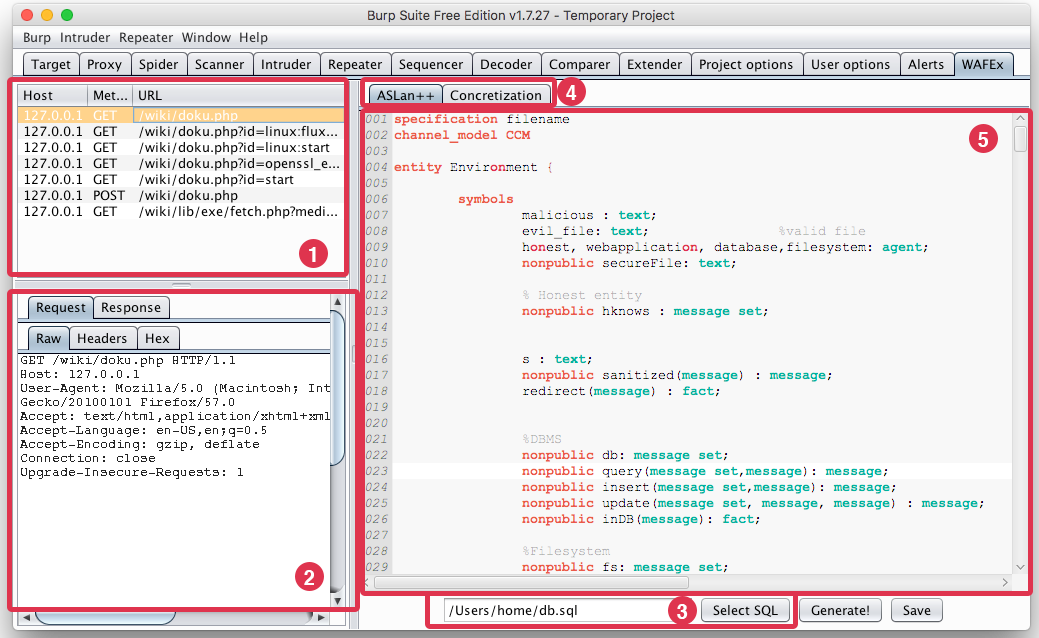 Burp Suite Free Edition v1.7.27 - Temporary Project
Burp Intruder Repeater Window Help
Target Proxy Spider Scanner Intruder Repeater Sequencer Decoder Comparer Extender Project options User options Alerts WAFEx
Host Met... URL
127.0.0.1 GET /wiki/doku.php
127.0.0.1 GET /wiki/doku.php?id=linux:flux...
127.0.0.1 GET /wiki/doku.php?id=linux:start
127.0.0.1 GET /wiki/doku.php?id=openssl_e...
127.0.0.1 GET /wiki/doku.php?id=start
127.0.0.1 POST /wiki/doku.php
127.0.0.1 GET /wiki/lib/exe/fetch.php?medi...
1
Request Response
Raw Headers Hex
GET /wiki/doku.php HTTP/1.1
Host: 127.0.0.1
User-Agent: Mozilla/5.0 (Macintosh; Int
Gecko/20100101 Firefox/57.0
Accept: text/html,application/xhtml+xml
Accept-Language: en-US,en;q=0.5
Accept-Encoding: gzip, deflate
Connection: close
Upgrade-Insecure-Requests: 1
2
ASLan++ Concretization 4
5
001 specification filename
002 channel_model CCM
003
004 entity Environment {
005
006 symbols
007 malicious : text;
008 evil_file: text; %valid file
009 honest, webapplication, database,filesystem: agent;
010 nonpublic secureFile: text;
011
012 % Honest entity
013 nonpublic hknows : message set;
014
015
016 s : text;
017 nonpublic sanitized(message) : message;
018 redirect(message) : fact;
019
020
021 %DBMS
022 nonpublic db: message set;
023 nonpublic query(message set,message): message;
024 nonpublic insert(message set,message): message;
025 nonpublic update(message set, message, message) : message;
026 nonpublic inDB(message): fact;
027
028 %Filesystem
029 nonpublic fs: message set;
/Users/home/db.sql 3 Select SQL Generate! Save